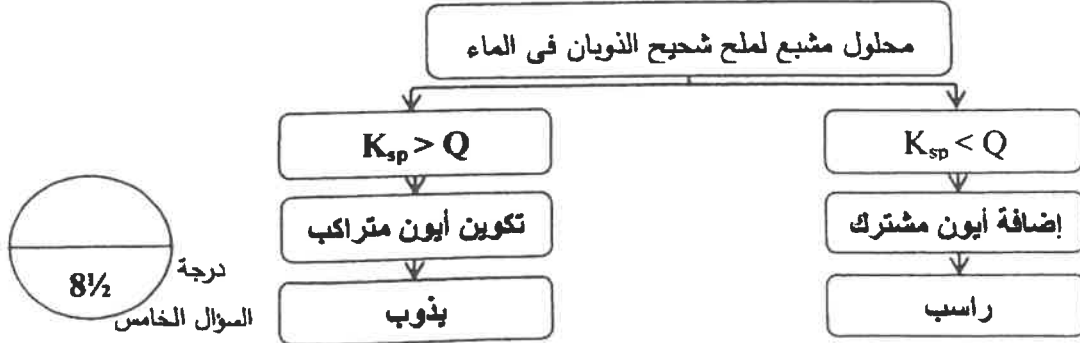 محلول مشبع لملح شحيح الذوبان فى الماء
K_sp < Q
K_sp > Q
إضافة أيون مشترك
تكوين أيون متراكب
راسب
يذوب
درجة
8½
السؤال الخامس